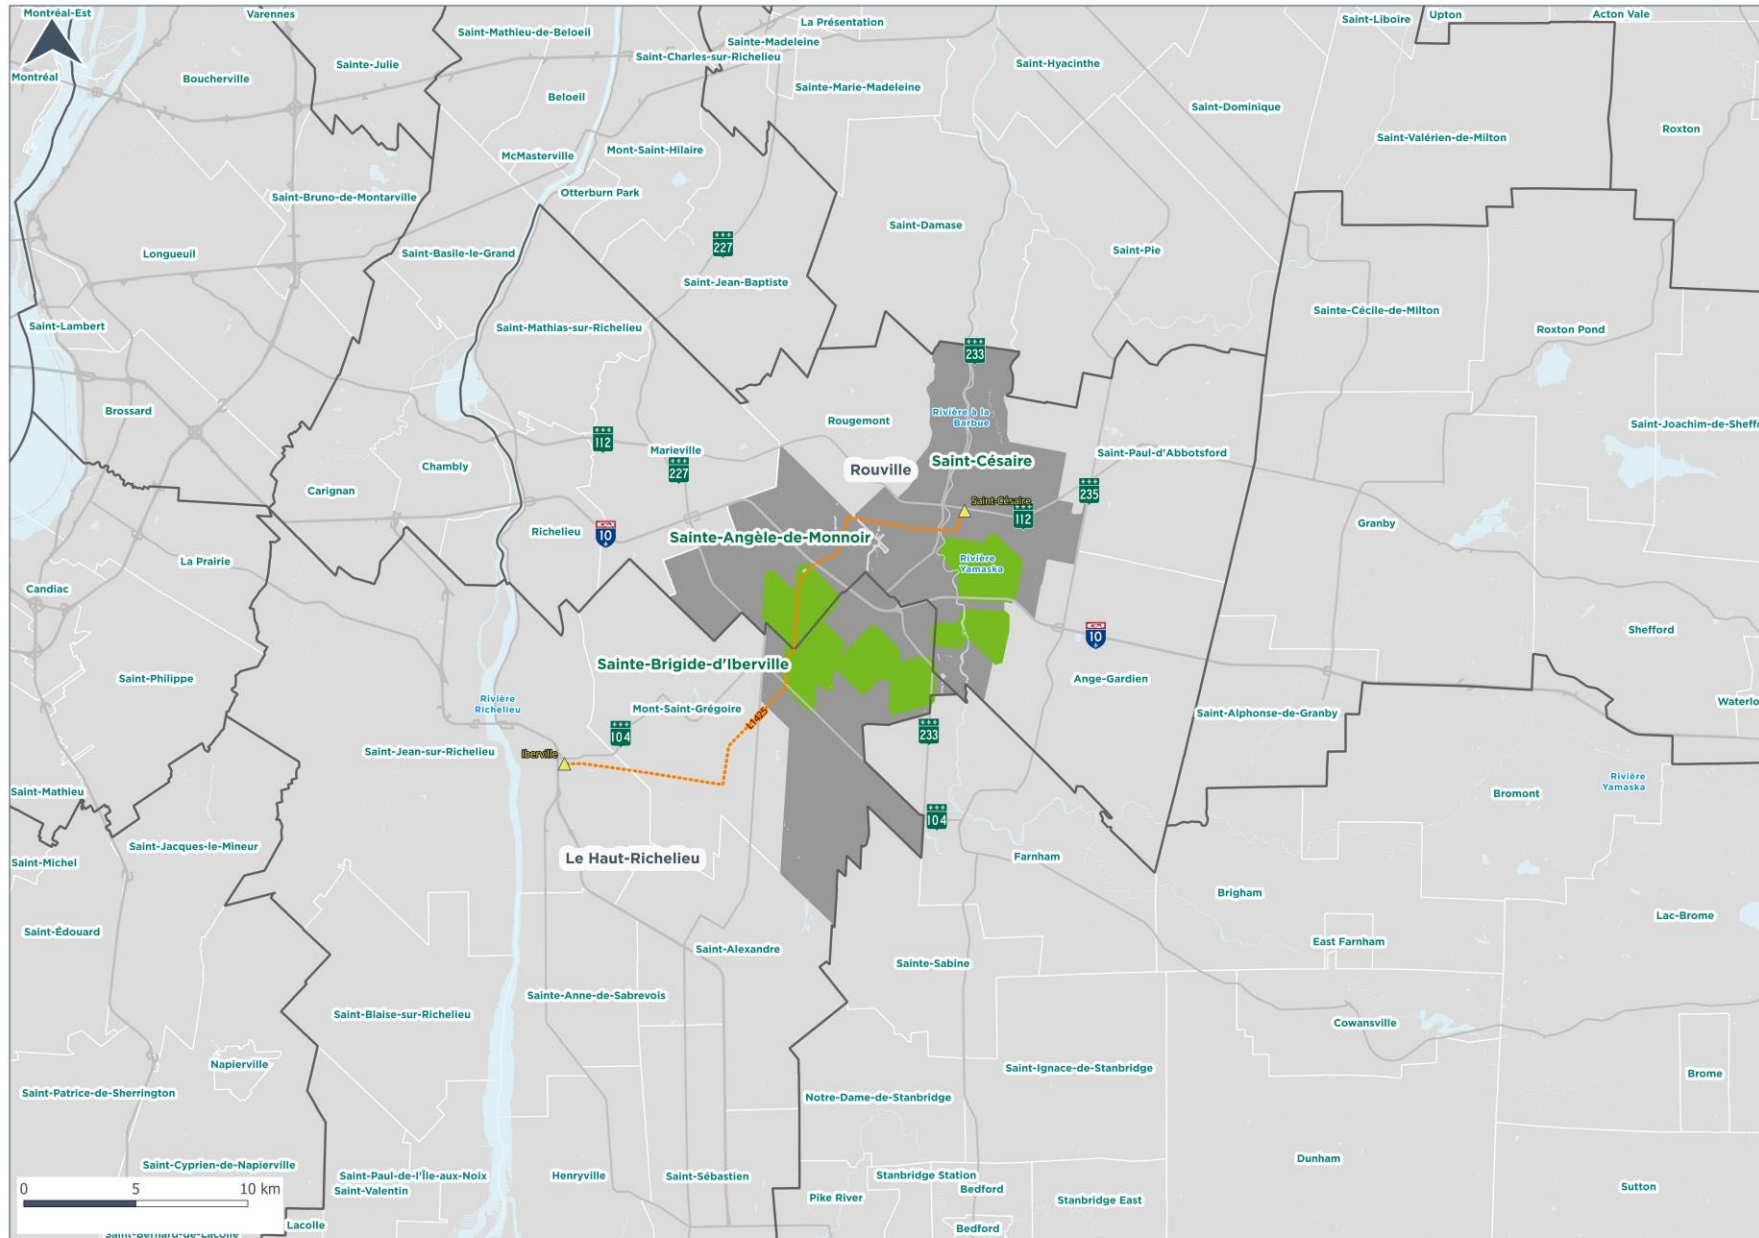 Montréal-Est
Varennes
Saint-Mathieu-de-Beloeil
La Présentation
Sainte-Madeleine
Saint-Charles-sur-Richelieu
Saint-Liboire
Upton
Acton Vale
Montréal
Boucherville
Sainte-Julie
Beloeil
Sainte-Marie-Madeleine
Saint-Hyacinthe
Saint-Dominique
Saint-Valérien-de-Milton
Roxton
McMasterville
Mont-Saint-Hilaire
Otterburn Park
Saint-Bruno-de-Montarville
Saint-Damase
Saint-Pie
227
Longueuil
Saint-Basile-le-Grand
Saint-Jean-Baptiste
Sainte-Cécile-de-Milton
Roxton Pond
Saint-Lambert
Saint-Mathias-sur-Richelieu
233
Brossard
Rougemont
Rivière à la
Barbue
Saint-Joachim-de-Sheff
112
Marieville
227
Chambly
Carignan
Rouville
Saint-Césaire
Saint-Paul-d'Abbotsford
235
Saint-Césaire
112
Granby
Richelieu
10
Sainte-Angèle-de-Monnoir
Rivière
Yamaska
La Prairie
Candiac
10
Shefford
Saint-Philippe
Sainte-Brigide-d'Iberville
Ange-Gardien
Rivière
Richelieu
Mont-Saint-Grégoire
L1425
Saint-Alphonse-de-Granby
Waterlo
104
233
Saint-Jean-sur-Richelieu
Iberville
Saint-Mathieu
Rivière
Yamaska
Bromont
104
Saint-Jacques-le-Mineur
Saint-Michel
Le Haut-Richelieu
Farnham
Brigham
Lac-Brome
Saint-Édouard
Saint-Alexandre
Sainte-Sabine
East Farnham
Sainte-Anne-de-Sabrevois
Saint-Blaise-sur-Richelieu
Cowansville
Napierville
Saint-Ignace-de-Stanbridge
Brome
Saint-Patrice-de-Sherrington
Notre-Dame-de-Stanbridge
Saint-Cyprien-de-Napierville
Saint-Paul-de-l'Île-aux-Noix
Henryville
Saint-Sébastien
Stanbridge Station
Dunham
Saint-Valentin
Bedford
Pike River
Stanbridge East
Sutton
0 5 10 km
Lacolle
Bedford
Saint-Bernard-de-Lacolle